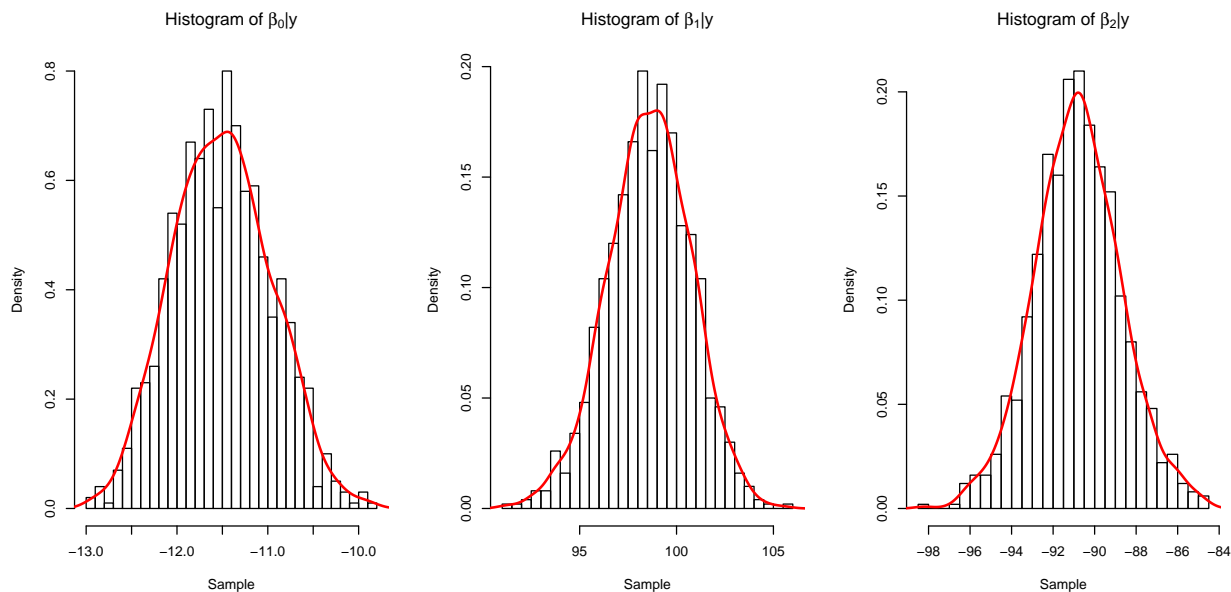 Histogram of β₀|y
Density
0.0 0.2 0.4 0.6 0.8
−13.0 −12.0 −11.0 −10.0
Sample
Histogram of β₁|y
Density
0.00 0.05 0.10 0.15 0.20
95 100 105
Sample
Histogram of β₂|y
Density
0.00 0.05 0.10 0.15 0.20
−98 −96 −94 −92 −90 −88 −86 −84
Sample